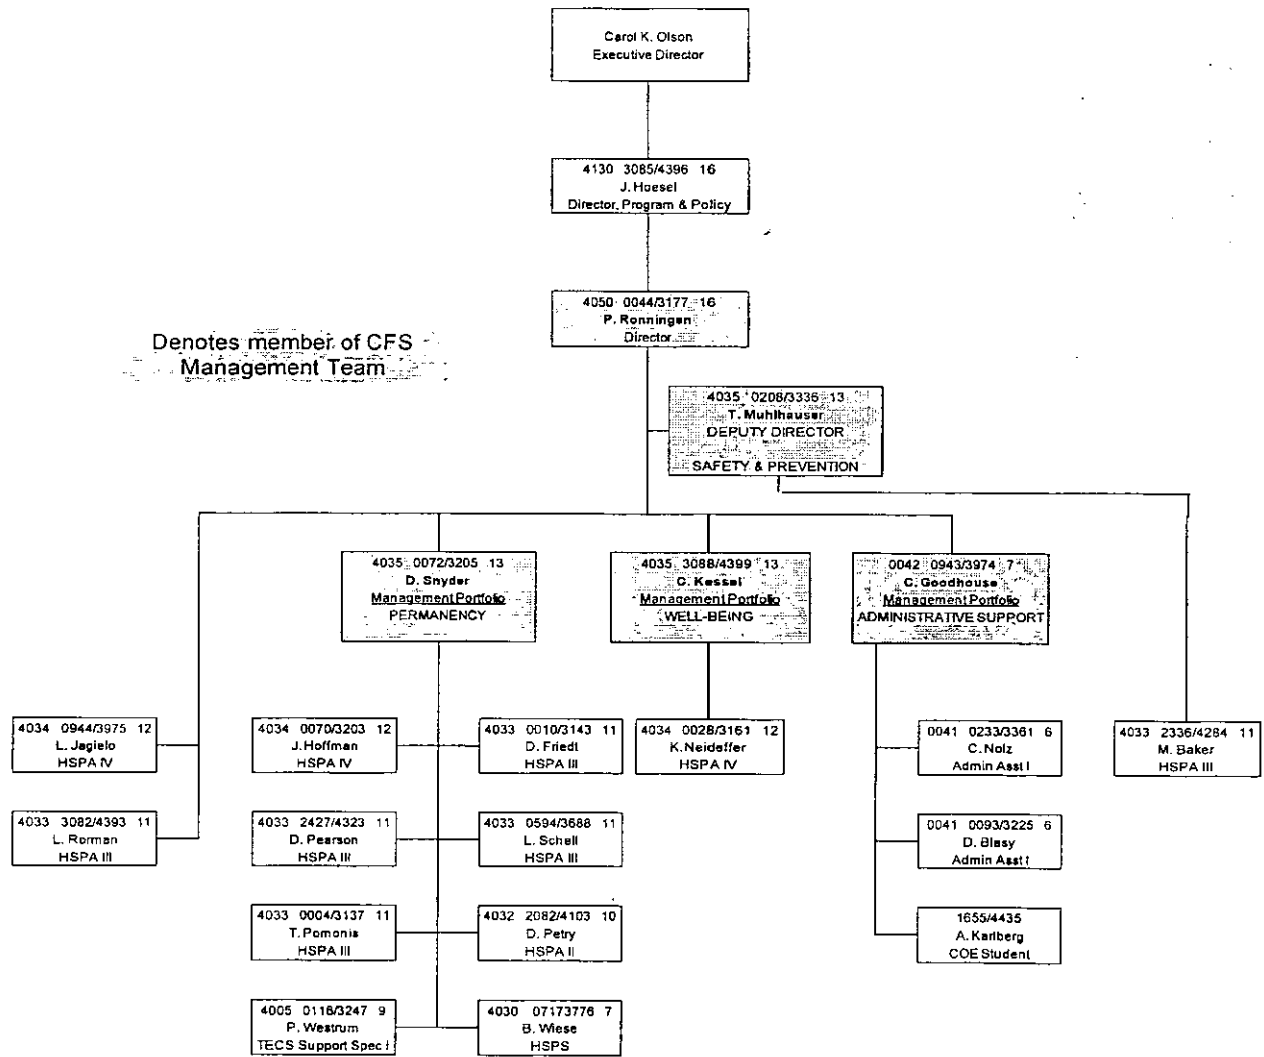 Carol K. Olson
Executive Director
4130 3085/4396 16
J. Hoesel
Director, Program & Policy
4050 0044/3177 16
P. Ronningen
Director
Denotes member of CFS
Management Team
4035 0208/3336 13
T. Muhlhauser
DEPUTY DIRECTOR
SAFETY & PREVENTION
4035 0072/3205 13
D. Snyder
Management Portfolio
PERMANENCY
4035 3088/4399 13
C. Kessel
Management Portfolio
WELL-BEING
0042 0943/3974 7
C. Goodhouse
Management Portfolio
ADMINISTRATIVE SUPPORT
4034 0944/3975 12
L. Jagielo
HSPA IV
4034 0070/3203 12
J. Hoffman
HSPA IV
4033 0010/3143 11
D. Friedt
HSPA III
4034 0028/3161 12
K. Neideffer
HSPA IV
0041 0233/3361 6
C. Nolz
Admin Asst I
4033 2336/4284 11
M. Baker
HSPA III
4033 3082/4393 11
L. Rorman
HSPA III
4033 2427/4323 11
D. Pearson
HSPA III
4033 0594/3688 11
L. Schell
HSPA III
0041 0093/3225 6
D. Blasy
Admin Asst I
4033 0004/3137 11
T. Pomonis
HSPA III
4032 2082/4103 10
D. Petry
HSPA II
1655/4435
A. Karlberg
COE Student
4005 0116/3247 9
P. Westrum
TECS Support Spec I
4030 07173776 7
B. Wiese
HSPS